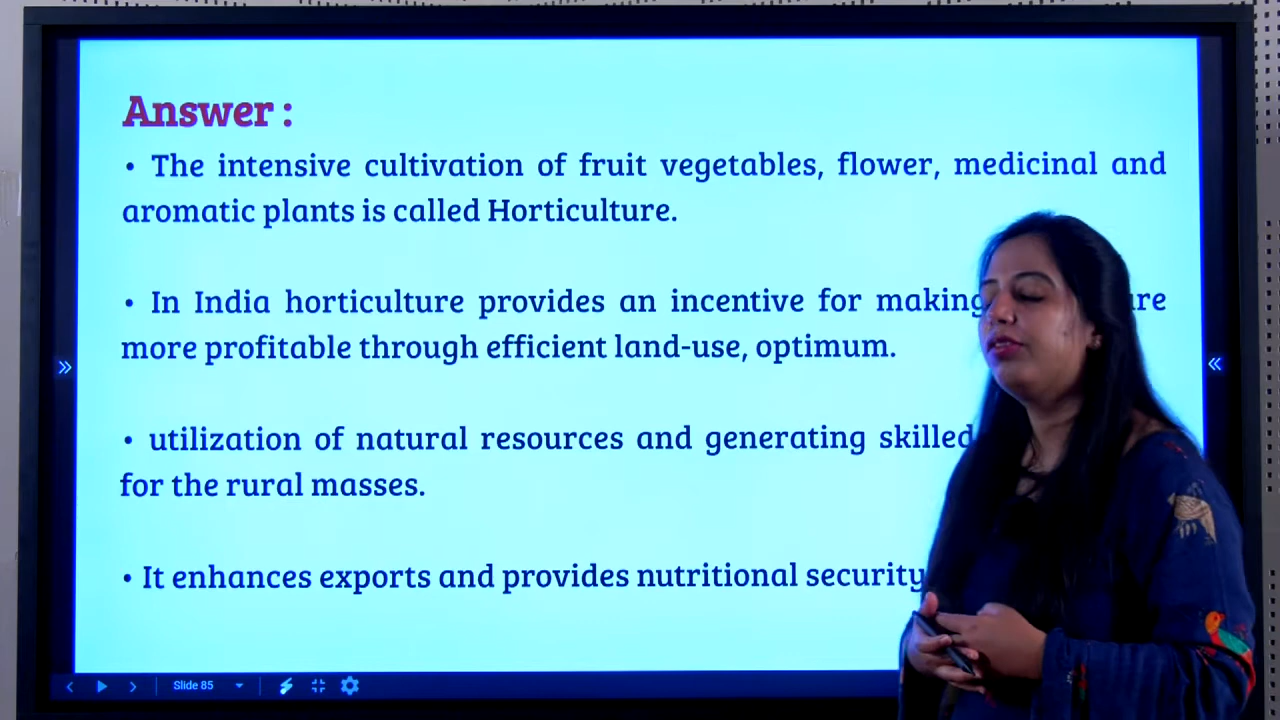 Answer :
• The intensive cultivation of fruit vegetables, flower, medicinal and
aromatic plants is called Horticulture.
• In India horticulture provides an incentive for making
more profitable through efficient land-use, optimum.
• utilization of natural resources and generating skilled
for the rural masses.
• It enhances exports and provides nutritional security
Slide 85